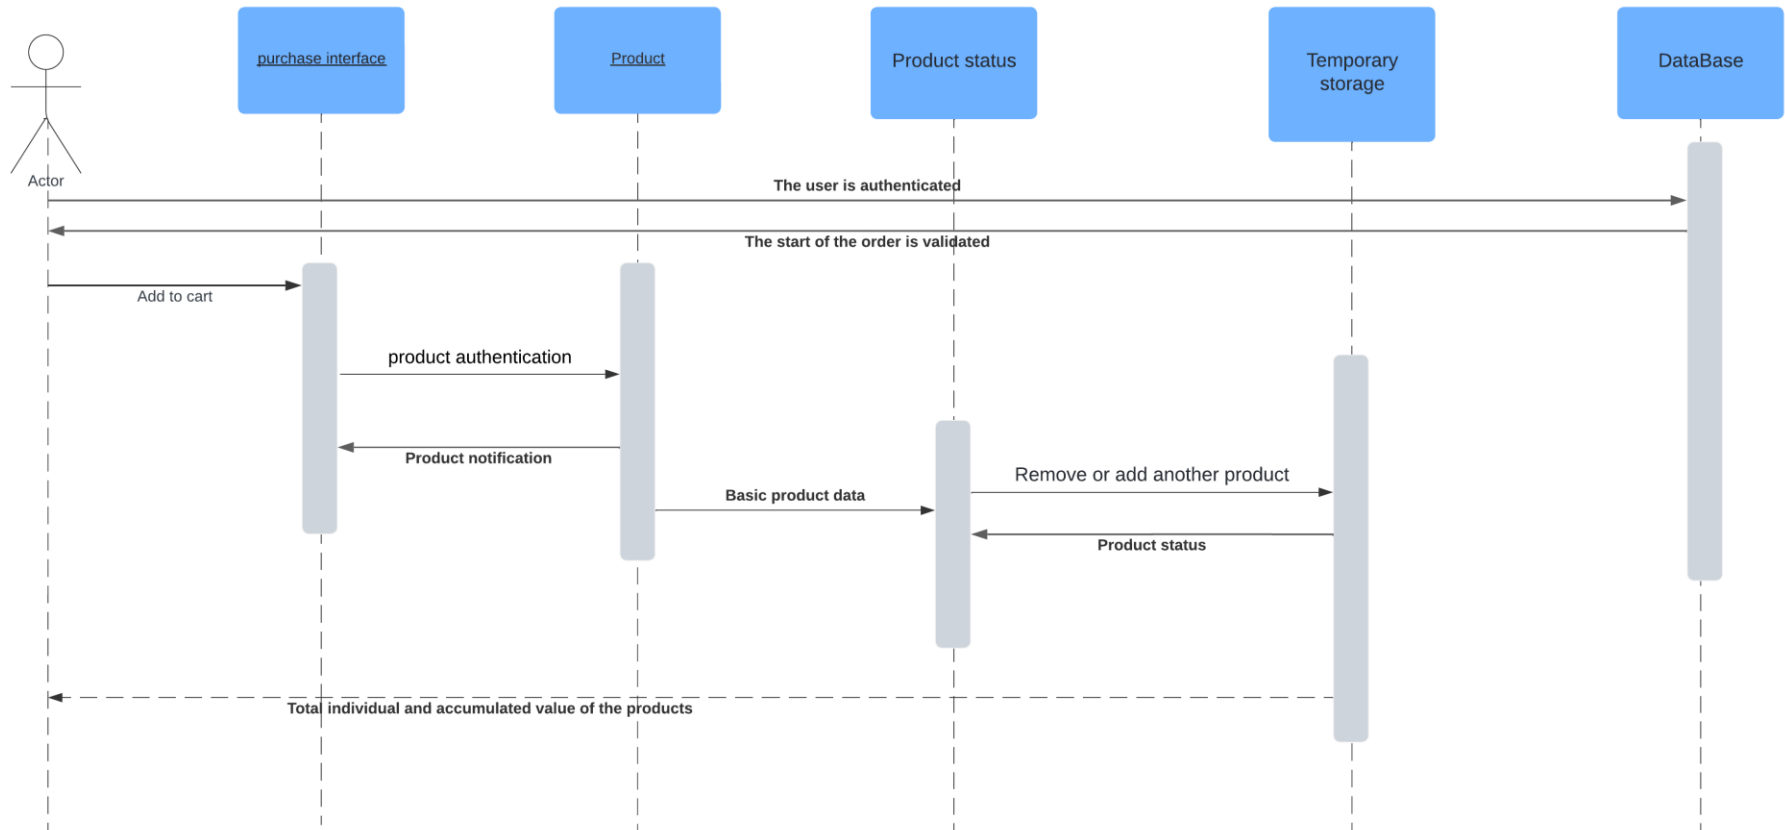 purchase interface
Product
Product status
Temporary
storage
DataBase
Actor
The user is authenticated
The start of the order is validated
Add to cart
product authentication
Product notification
Remove or add another product
Basic product data
Product status
Total individual and accumulated value of the products